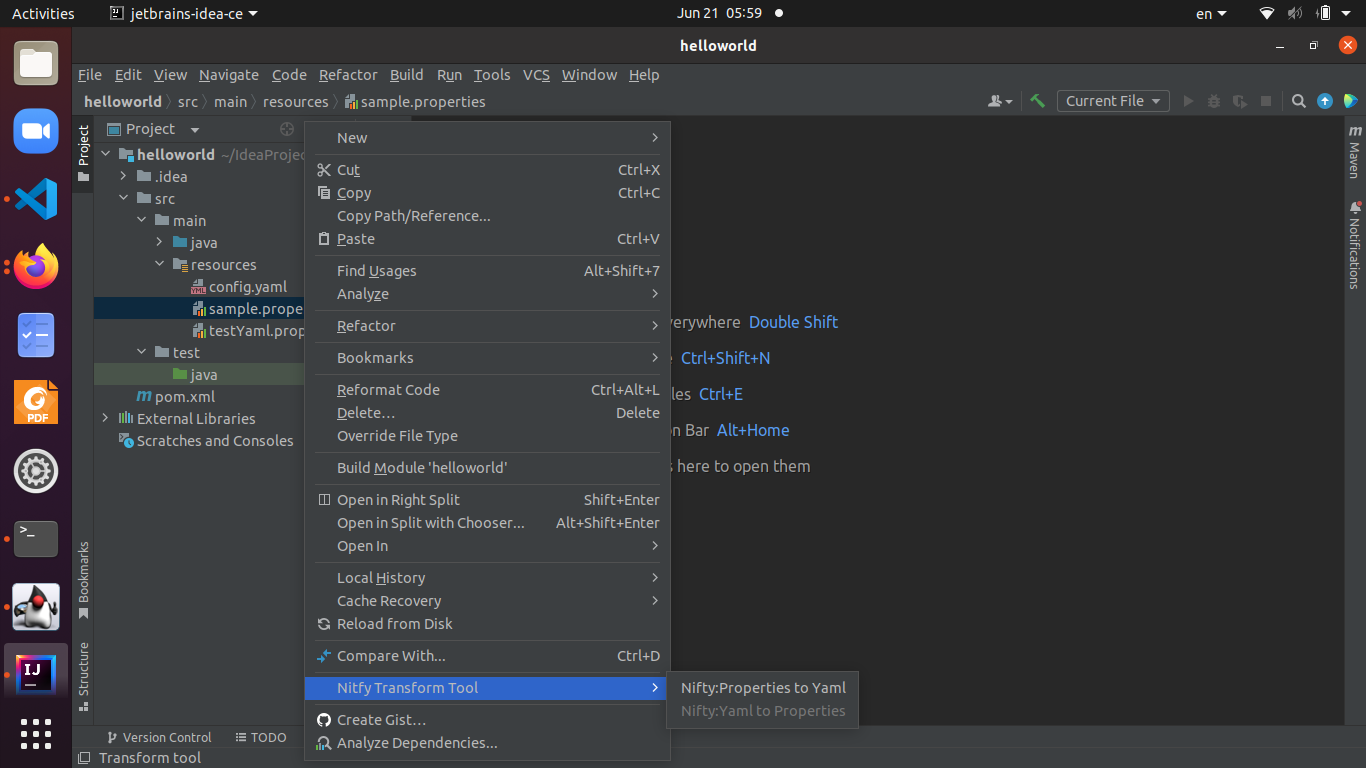 Activities
jetbrains-idea-ce
Jun 21 05:59
en
helloworld
File Edit View Navigate Code Refactor Build Run Tools VCS Window Help
helloworld src main resources sample.properties
Current File
Project
Project
helloworld ~/IdeaProjec
.idea
src
main
java
resources
YML config.yaml
sample.prope
testYaml.prop
test
java
m pom.xml
External Libraries
Scratches and Consoles
New
Cut Ctrl+X
Copy Ctrl+C
Copy Path/Reference...
Paste Ctrl+V
Find Usages Alt+Shift+7
Analyze
Refactor
Bookmarks
Reformat Code Ctrl+Alt+L
Delete... Delete
Override File Type
Build Module 'helloworld'
Open in Right Split Shift+Enter
Open in Split with Chooser... Alt+Shift+Enter
Open In
Local History
Cache Recovery
Reload from Disk
Compare With... Ctrl+D
Nitfy Transform Tool
Create Gist...
Analyze Dependencies...
Nifty:Properties to Yaml
Nifty:Yaml to Properties
verywhere Double Shift
Ctrl+Shift+N
les Ctrl+E
on Bar Alt+Home
here to open them
m Maven
Notifications
Bookmarks
Structure
PDF
>_
IJ
Version Control
TODO
Transform tool